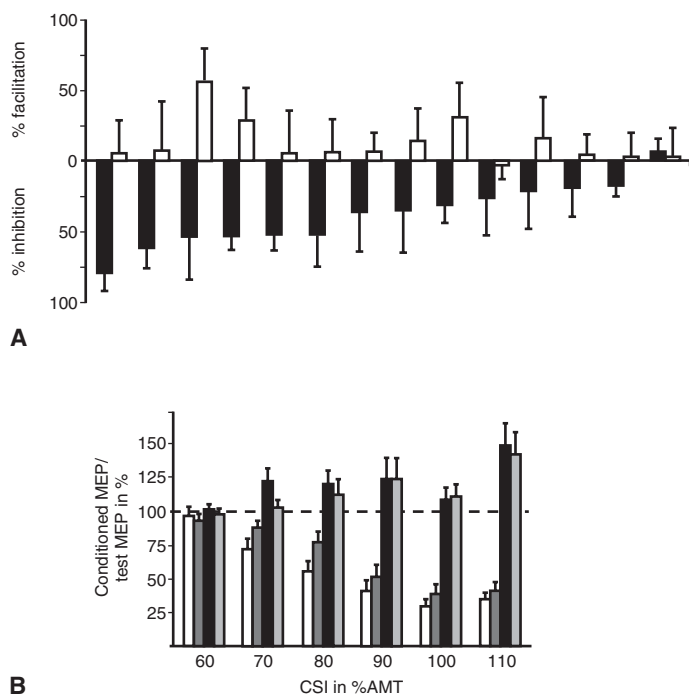 100
% facilitation
50
0
% inhibition
50
100
A
Conditioned MEP/
test MEP in %
150
125
100
75
50
25
60 70 80 90 100 110
CSI in %AMT
B